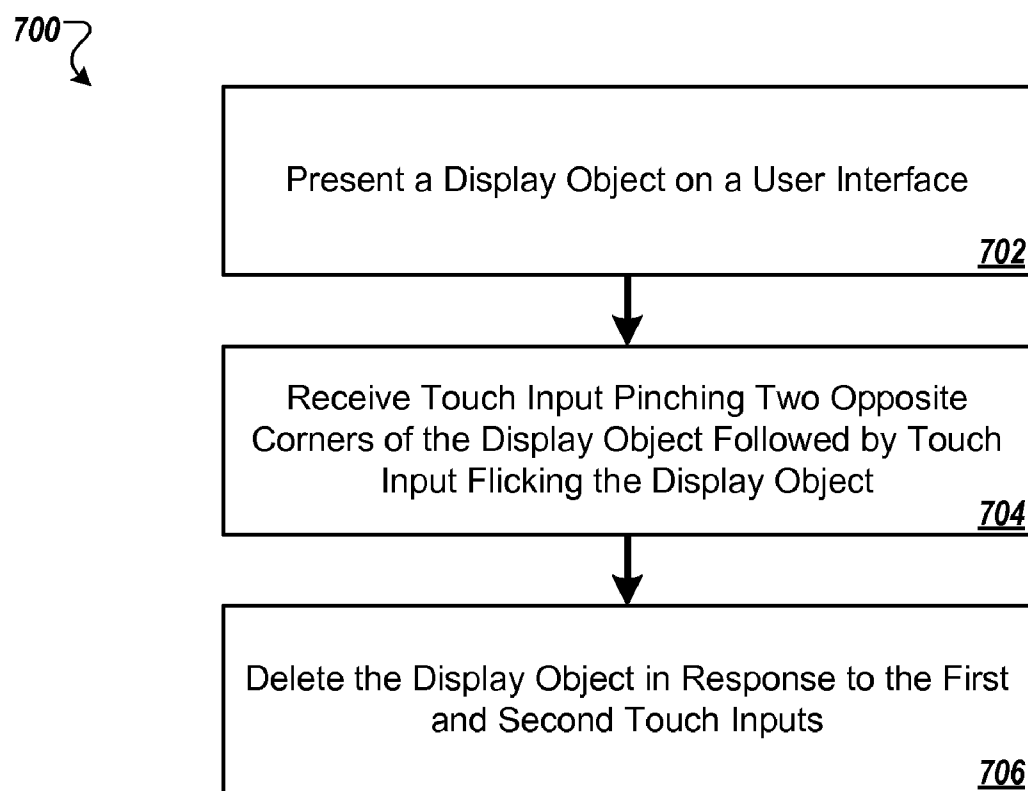 700
Present a Display Object on a User Interface
702
Receive Touch Input Pinching Two Opposite
Corners of the Display Object Followed by Touch
Input Flicking the Display Object
704
Delete the Display Object in Response to the First
and Second Touch Inputs
706